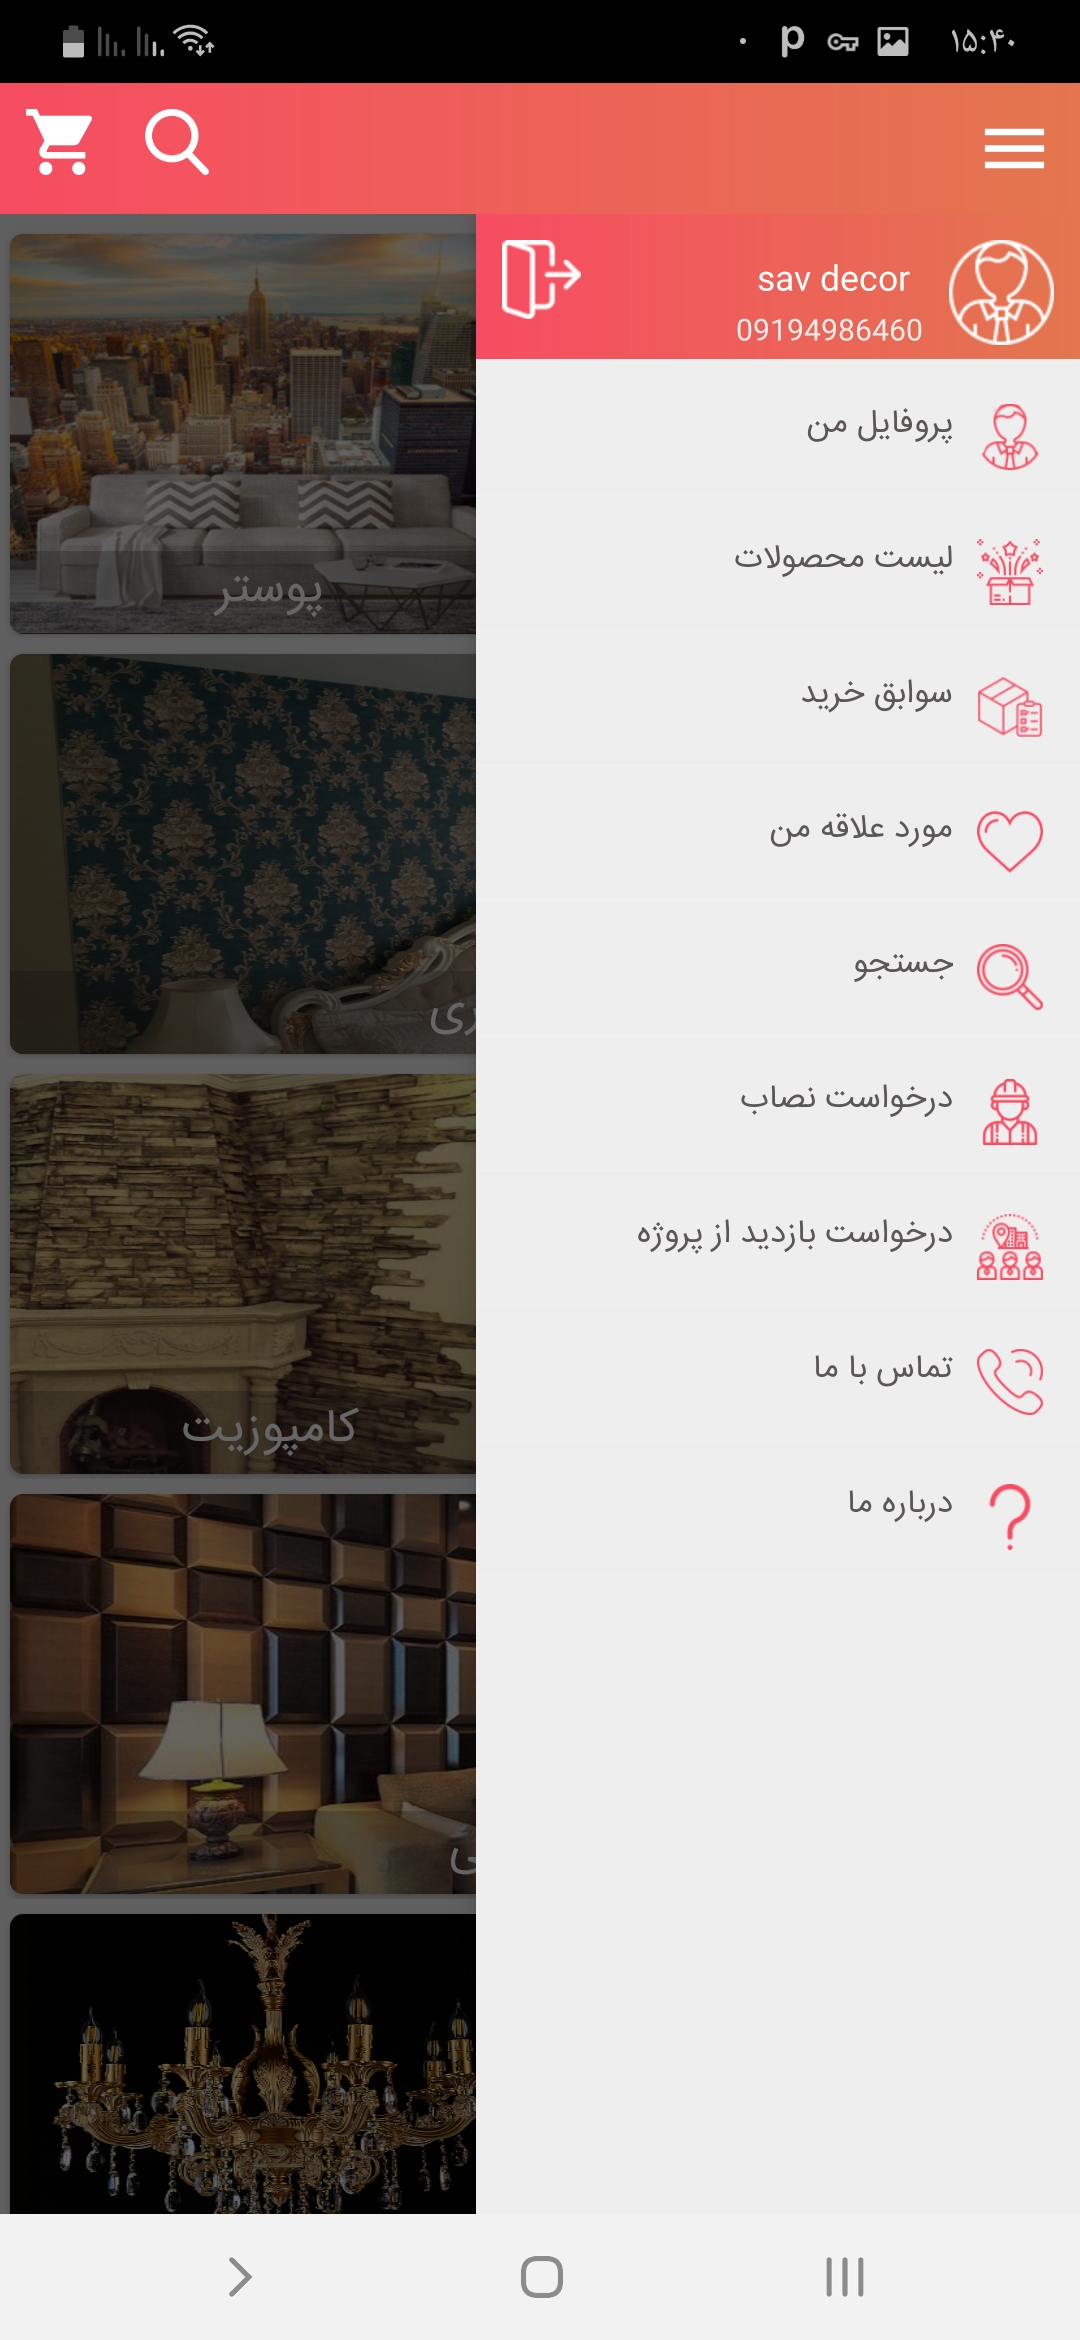 ۱۵:۴۰
sav decor
09194986460
پروفایل من
لیست محصولات
سوابق خرید
مورد علاقه من
جستجو
درخواست نصاب
درخواست بازدید از پروژه
تماس با ما
درباره ما
پوستر
کامپوزیت